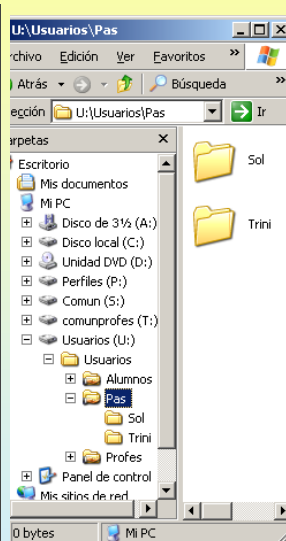 U:\Usuarios\Pas
rchivo Edición Ver Favoritos »
Atrás Búsqueda »
ección U:\Usuarios\Pas Ir
arpetas
Escritorio
Mis documentos
Mi PC
Disco de 3½ (A:)
Disco local (C:)
Unidad DVD (D:)
Perfiles (P:)
Comun (S:)
comunprofes (T:)
Usuarios (U:)
Usuarios
Alumnos
Pas
Sol
Trini
Profes
Panel de control
Mis sitios de red
Sol
Trini
0 bytes Mi PC